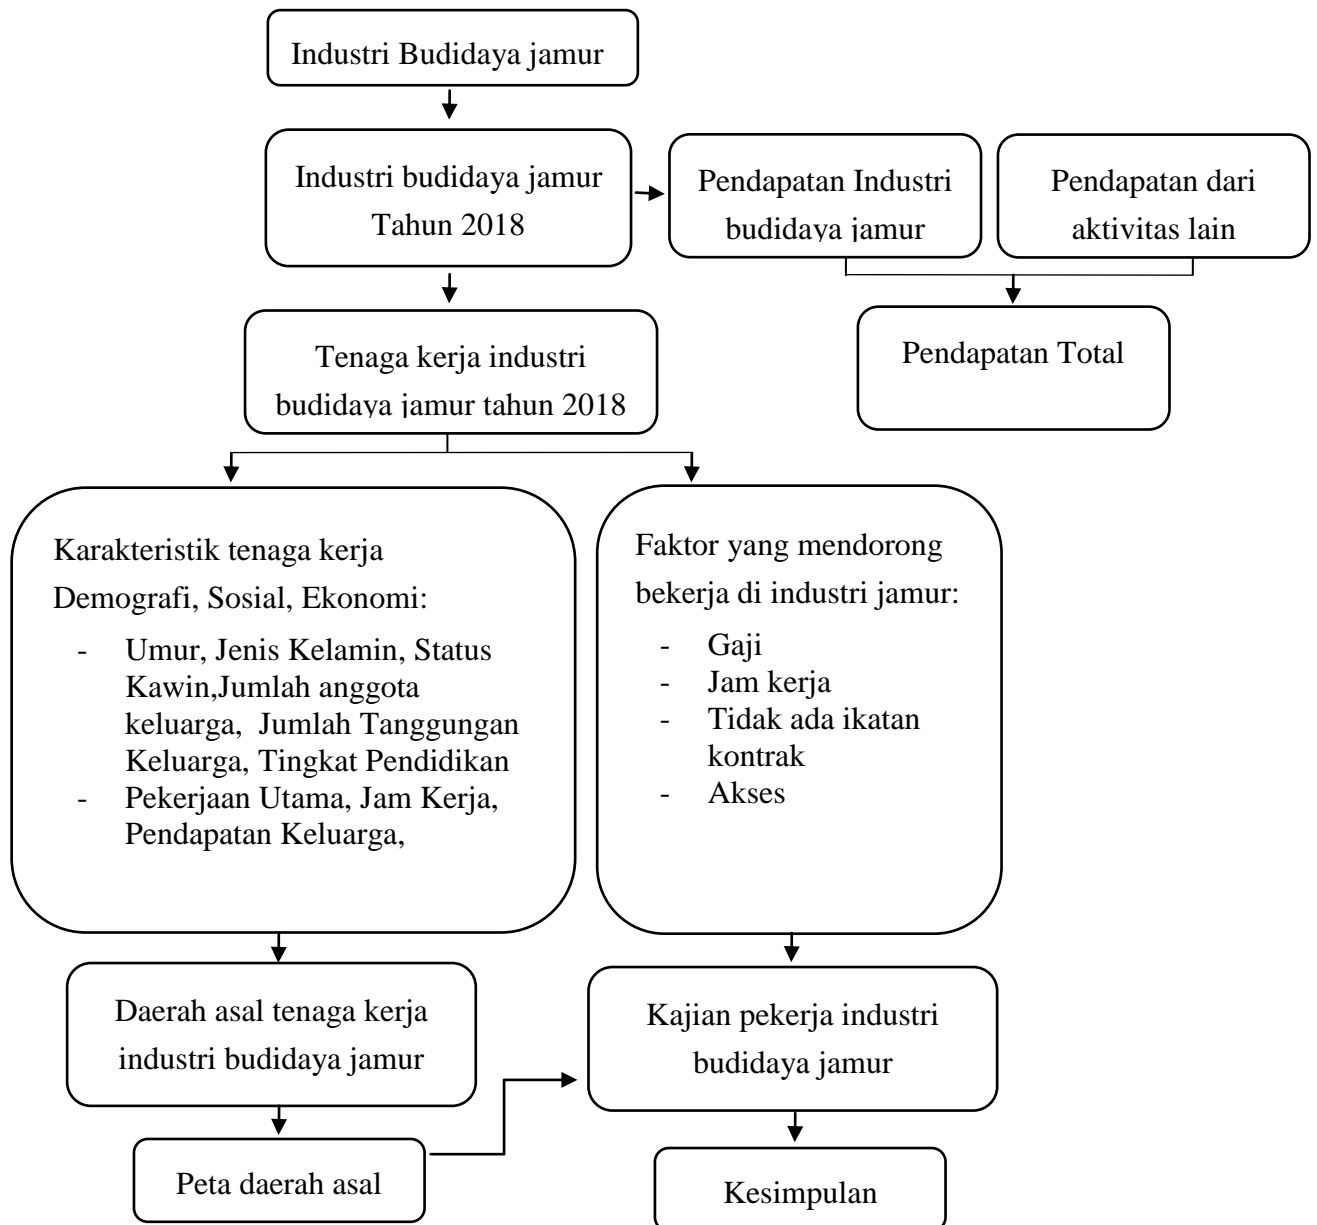 Industri Budidaya jamur
Industri budidaya jamur
Tahun 2018
Pendapatan Industri
budidaya jamur
Pendapatan dari
aktivitas lain
Tenaga kerja industri
budidaya jamur tahun 2018
Pendapatan Total
Karakteristik tenaga kerja
Demografi, Sosial, Ekonomi:
- Umur, Jenis Kelamin, Status
Kawin,Jumlah anggota
keluarga, Jumlah Tanggungan
Keluarga, Tingkat Pendidikan
- Pekerjaan Utama, Jam Kerja,
Pendapatan Keluarga,
Faktor yang mendorong
bekerja di industri jamur:
- Gaji
- Jam kerja
- Tidak ada ikatan
kontrak
- Akses
Daerah asal tenaga kerja
industri budidaya jamur
Kajian pekerja industri
budidaya jamur
Peta daerah asal
Kesimpulan